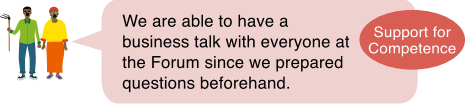 We are able to have a
business talk with everyone at
the Forum since we prepared
questions beforehand.
Support for
Competence